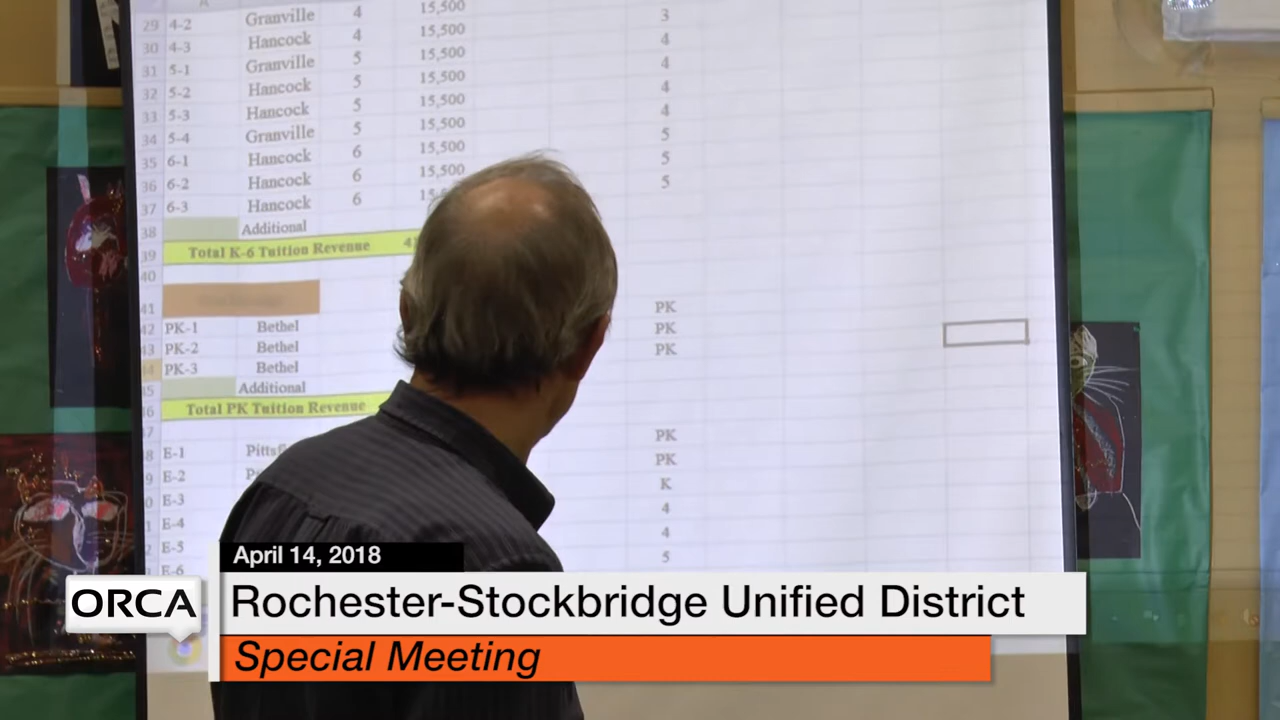 29 4-2 Granville 4 15,500 3
30 4-3 Hancock 4 15,500 4
31 5-1 Granville 5 15,500 4
32 5-2 Hancock 5 15,500 4
33 5-3 Hancock 5 15,500 4
34 5-4 Granville 5 15,500 5
35 6-1 Hancock 6 15,500 5
36 6-2 Hancock 6 15,500 5
37 6-3 Hancock 6
38 Additional
39 Total K-6 Tuition Revenue
40
41
42 PK-1 Bethel PK
43 PK-2 Bethel PK
44 PK-3 Bethel PK
Additional
Total PK Tuition Revenue
E-1 PK
E-2 PK
E-3 K
E-4 4
E-5 4
E-6 5
April 14, 2018
ORCA Rochester-Stockbridge Unified District
Special Meeting